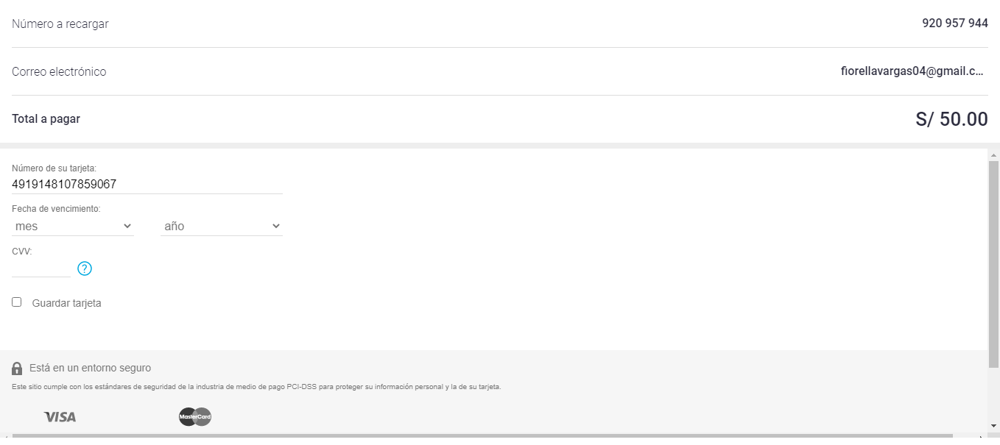 Número a recargar 920 957 944
Correo electrónico fiorellavargas04@gmail.c...
Total a pagar S/ 50.00
Número de su tarjeta:
4919148107859067
Fecha de vencimiento:
mes año
CVV:
?
Guardar tarjeta
Está en un entorno seguro
Este sitio cumple con los estándares de seguridad de la industria de medio de pago PCI-DSS para proteger su información personal y la de su tarjeta.
VISA MasterCard